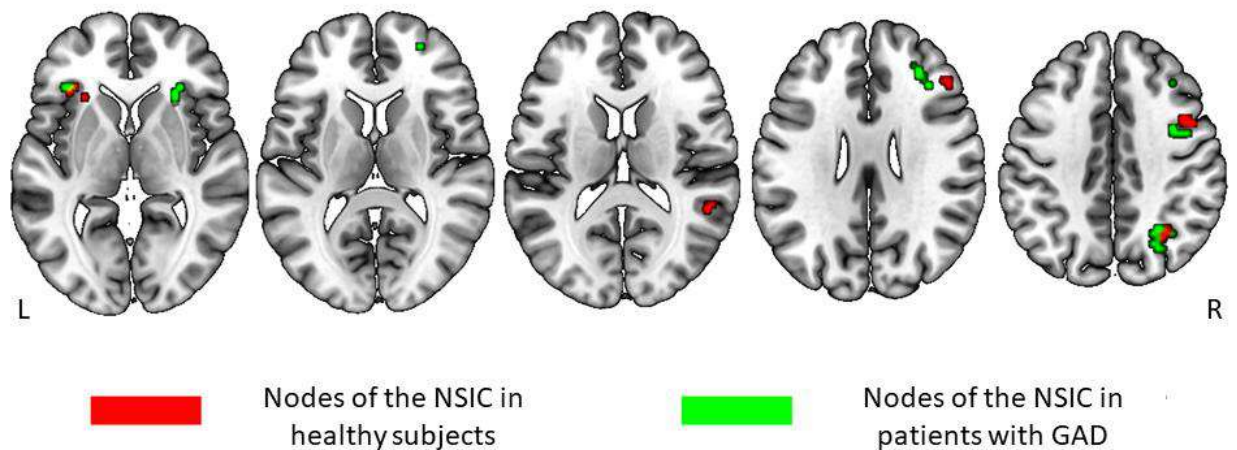 L
R
Nodes of the NSIC in
healthy subjects
Nodes of the NSIC in
patients with GAD